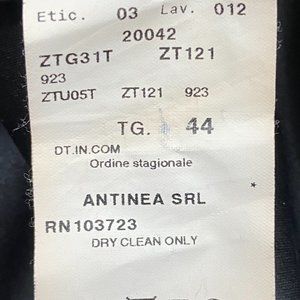 Etic. 03 Lav. 012
20042
ZTG31T ZT121
923
ZTU05T ZT121 923
TG. 44
DT.IN.COM
Ordine stagionale
ANTINEA SRL
RN103723
DRY CLEAN ONLY